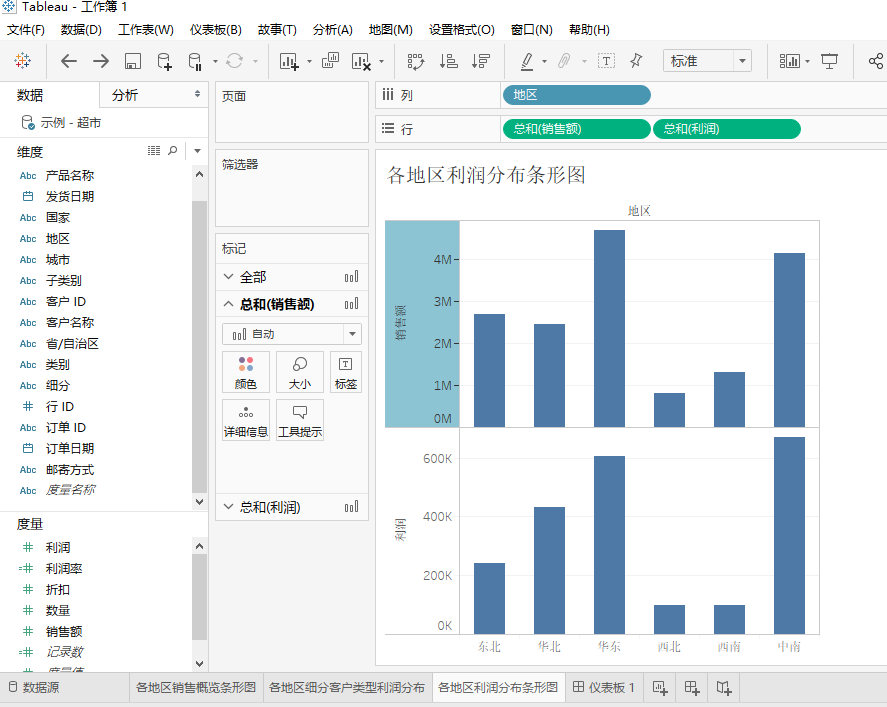 Tableau - 工作簿 1
文件(F) 数据(D) 工作表(W) 仪表板(B) 故事(T) 分析(A) 地图(M) 设置格式(O) 窗口(N) 帮助(H)
标准
数据 分析
示例 - 超市
维度
Abc 产品名称
发货日期
Abc 国家
Abc 地区
Abc 城市
Abc 子类别
Abc 客户 ID
Abc 客户名称
Abc 省/自治区
Abc 类别
Abc 细分
行 ID
Abc 订单 ID
订单日期
Abc 邮寄方式
Abc 度量名称
度量
利润
利润率
折扣
数量
销售额
记录数
度量值
页面
筛选器
标记
全部
总和(销售额)
自动
颜色 大小 标签
详细信息 工具提示
总和(利润)
列 地区
行 总和(销售额) 总和(利润)
各地区利润分布条形图
地区
销售额
4M
3M
2M
1M
0M
利润
600K
400K
200K
0K
东北 华北 华东 西北 西南 中南
数据源 各地区销售概览条形图 各地区细分客户类型利润分布 各地区利润分布条形图 仪表板 1